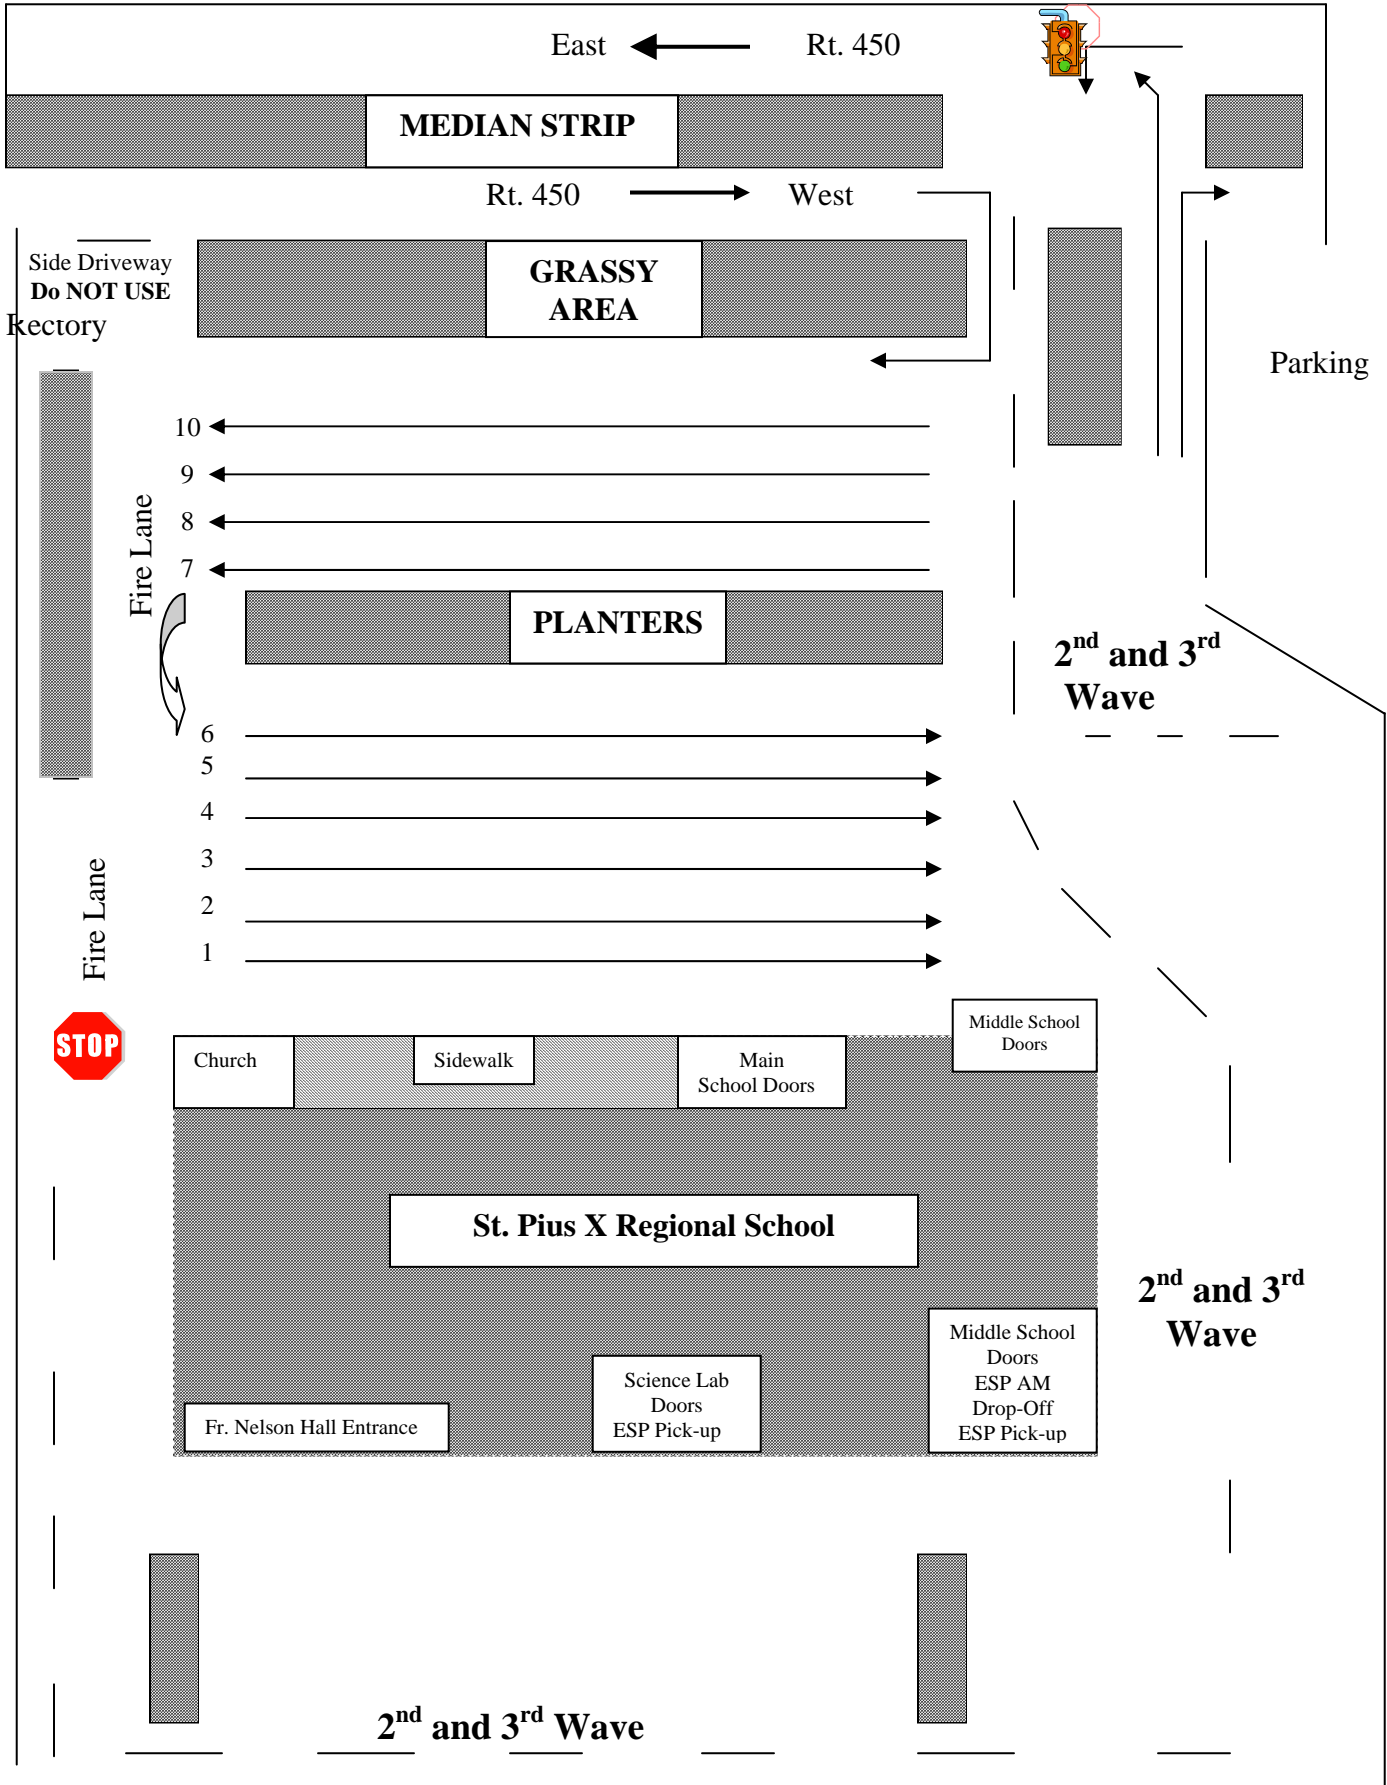 East Rt. 450
MEDIAN STRIP
Rt. 450 West
Side Driveway
Do NOT USE
Rectory
GRASSY
AREA
Parking
10
9
8
7
Fire Lane
PLANTERS
2nd and 3rd
Wave
6
5
4
3
2
1
Fire Lane
STOP
Church
Sidewalk
Main
School Doors
Middle School
Doors
St. Pius X Regional School
2nd and 3rd
Wave
Middle School
Doors
ESP AM
Drop-Off
ESP Pick-up
Science Lab
Doors
ESP Pick-up
Fr. Nelson Hall Entrance
2nd and 3rd Wave